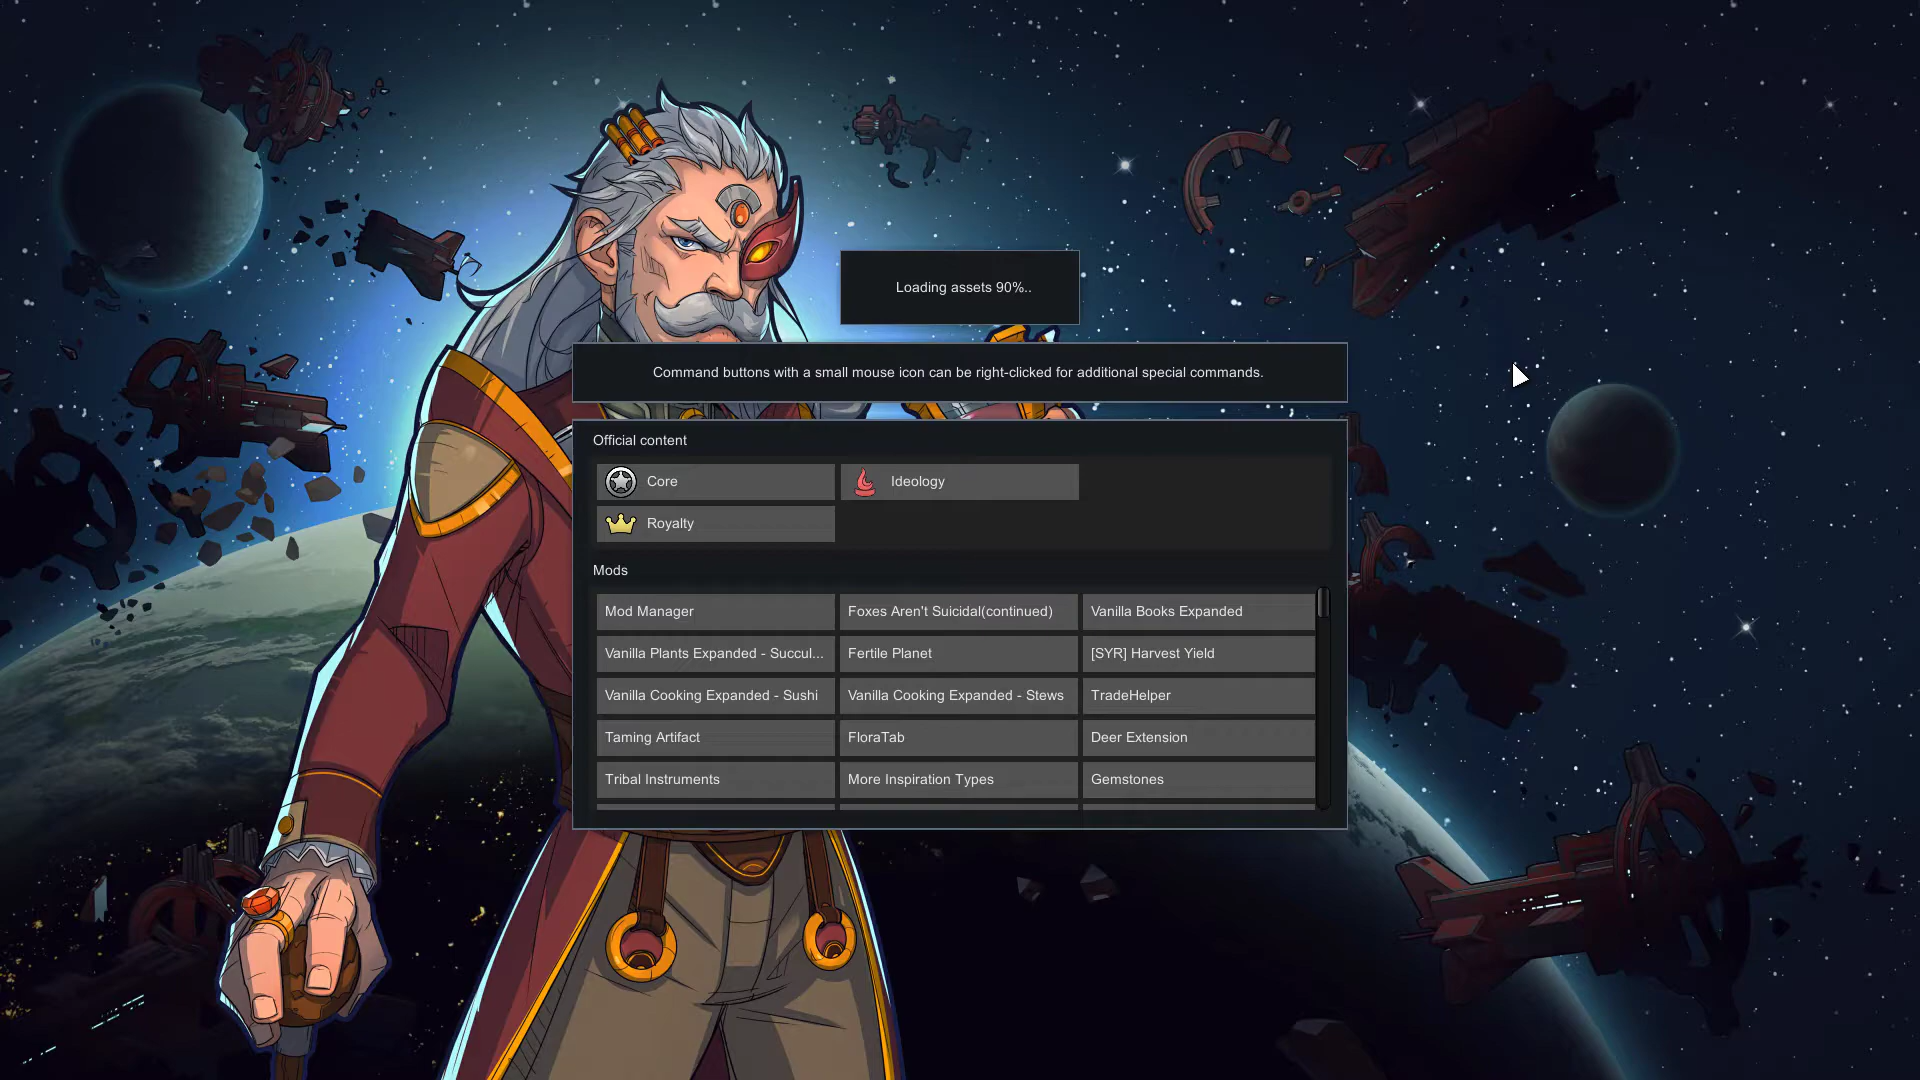 Loading assets 90%..
Command buttons with a small mouse icon can be right-clicked for additional special commands.
Official content
Core
Ideology
Royalty
Mods
Mod Manager
Foxes Aren't Suicidal(continued)
Vanilla Books Expanded
Vanilla Plants Expanded - Succul...
Fertile Planet
[SYR] Harvest Yield
Vanilla Cooking Expanded - Sushi
Vanilla Cooking Expanded - Stews
TradeHelper
Taming Artifact
FloraTab
Deer Extension
Tribal Instruments
More Inspiration Types
Gemstones